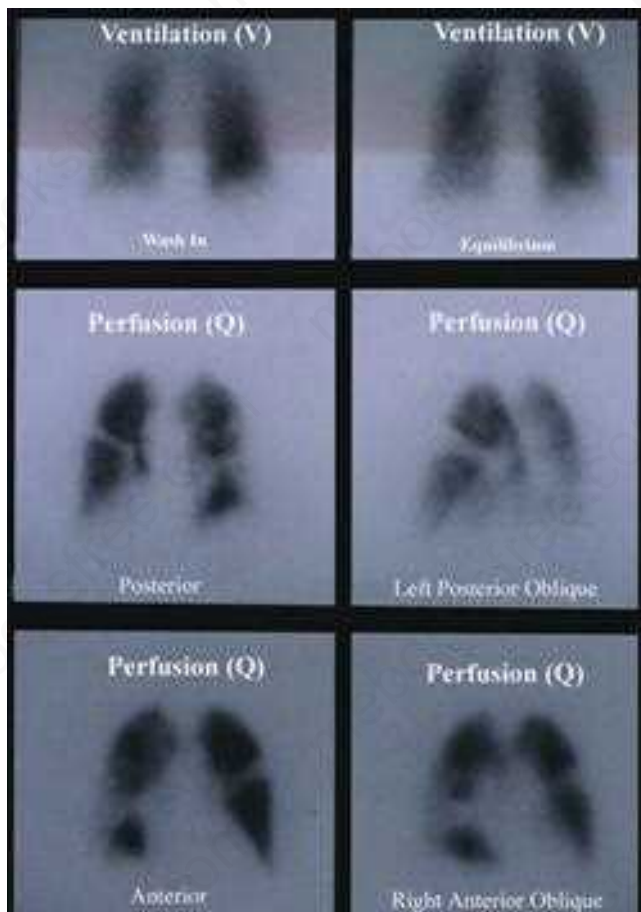 Ventilation (V)
Ventilation (V)
Wash In
Equilibrium
Perfusion (Q)
Perfusion (Q)
Posterior
Left Posterior Oblique
Perfusion (Q)
Perfusion (Q)
Anterior
Right Anterior Oblique